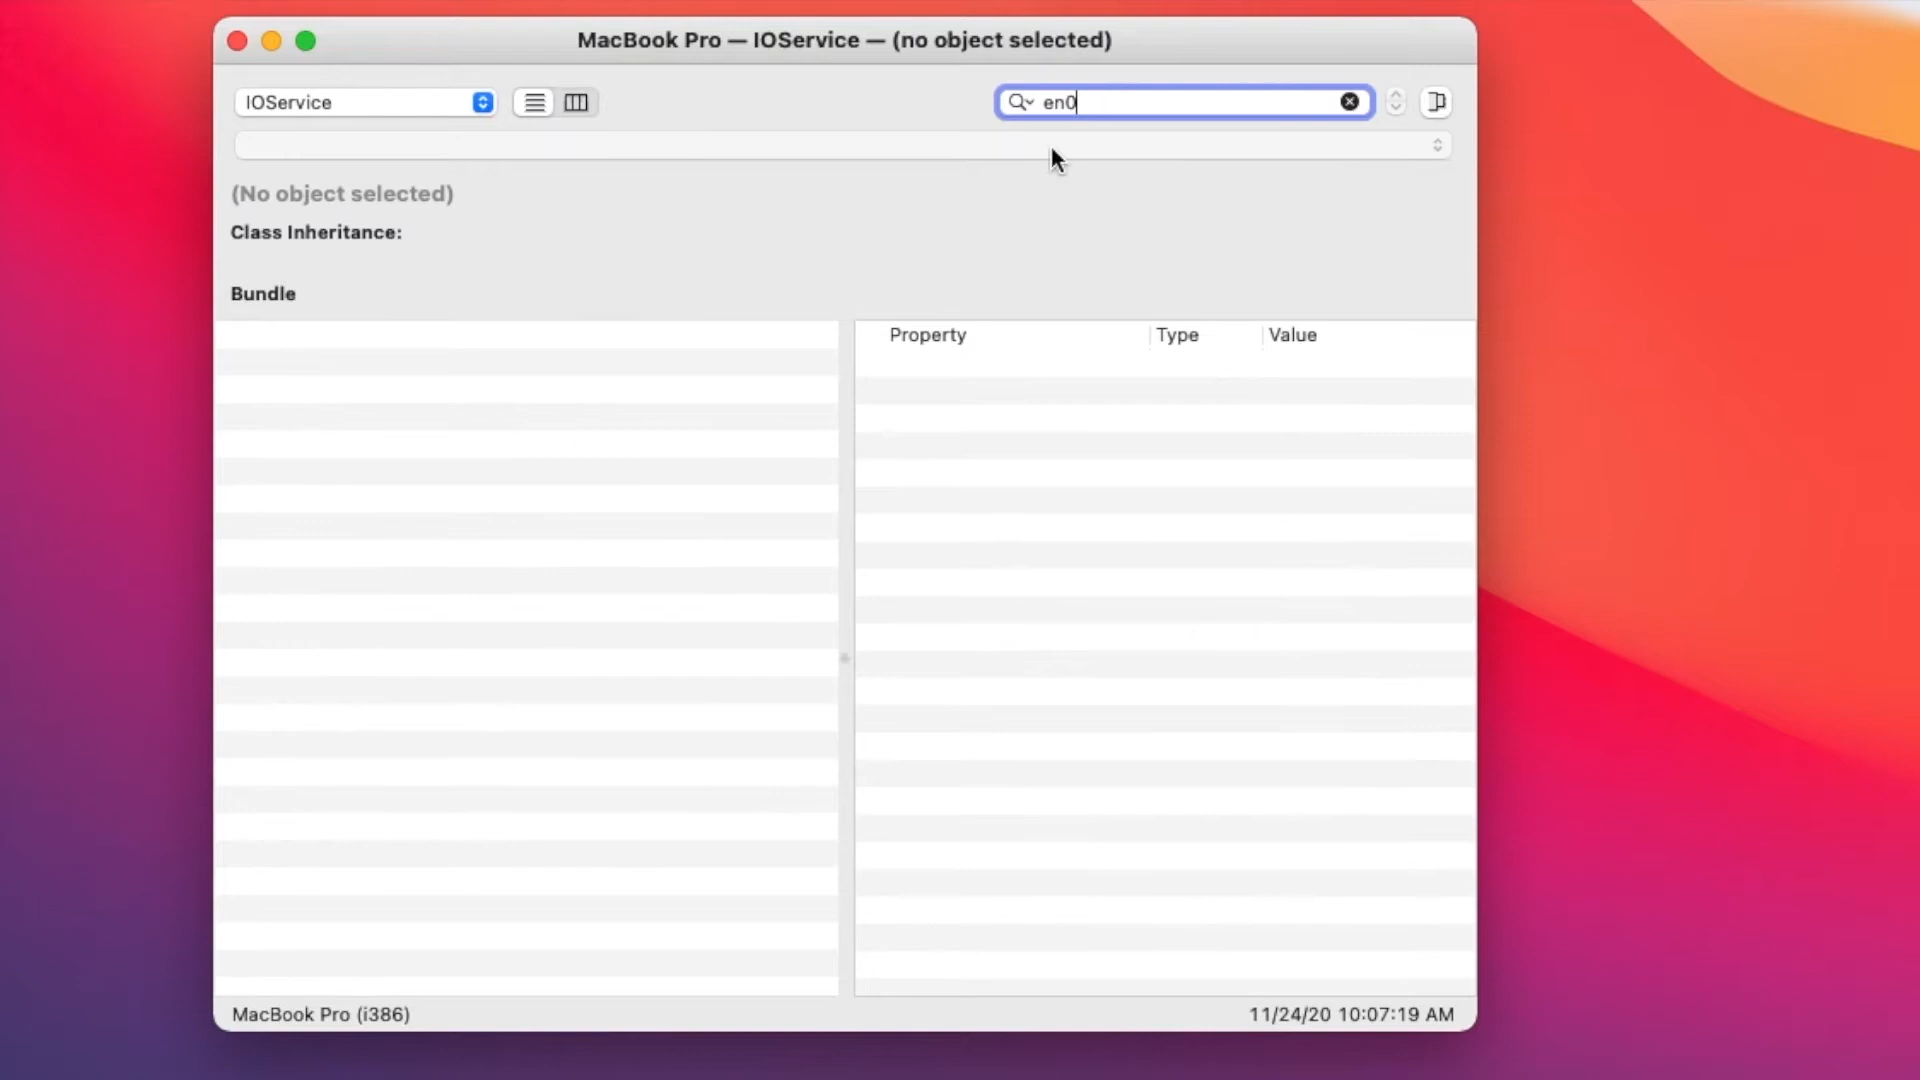 MacBook Pro — IOService — (no object selected)
IOService
en0
(No object selected)
Class Inheritance:
Bundle
Property Type Value
MacBook Pro (i386)
11/24/20 10:07:19 AM